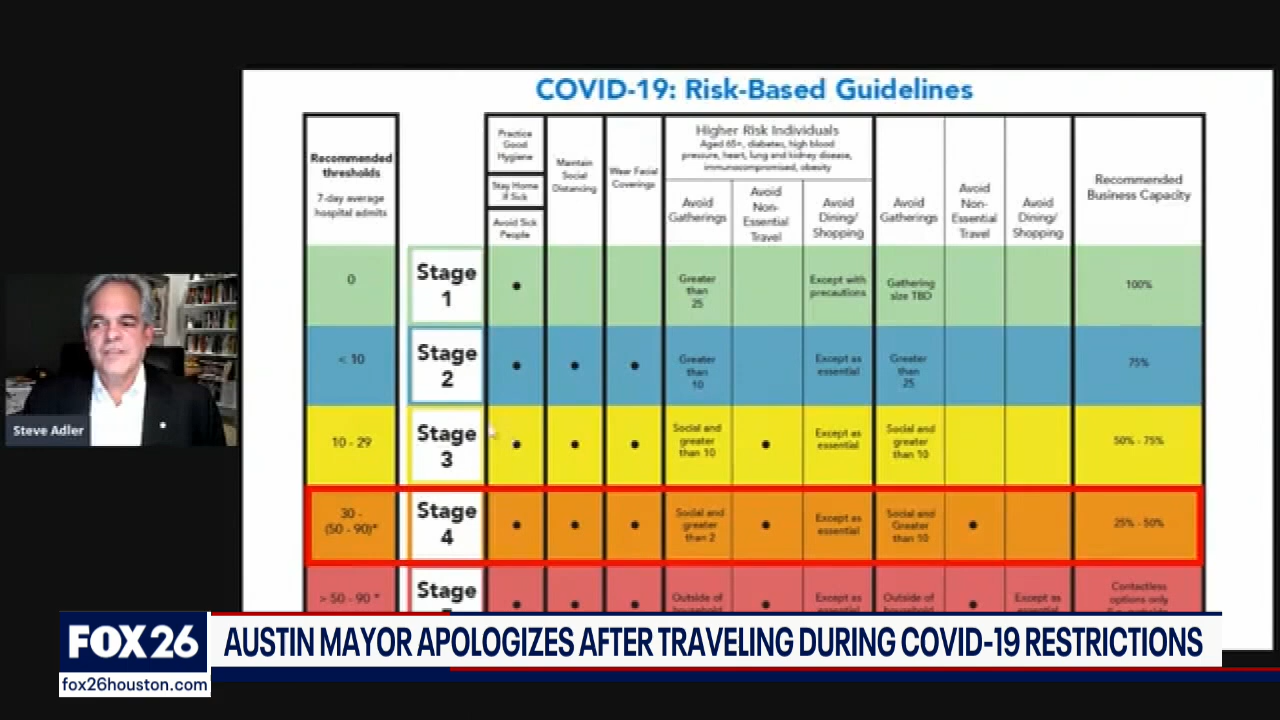 COVID-19: Risk-Based Guidelines
Recommended
thresholds
7-day average
hospital admits
Practice
Good
Hygiene
Stay Home
If Sick
Avoid Sick
People
Maintain
Social
Distancing
Wear Facial
Coverings
Higher Risk Individuals
Aged 65+, diabetes, high blood
pressure, heart, lung and kidney disease,
immunocompromised, obesity
Avoid
Gatherings
Avoid
Non-
Essential
Travel
Avoid
Dining/
Shopping
Avoid
Gatherings
Avoid
Non-
Essential
Travel
Avoid
Dining/
Shopping
Recommended
Business Capacity
0
Stage
1
Greater
than
25
Except with
precautions
Gathering
size TBD
100%
< 10
Stage
2
Greater
than
10
Except as
essential
Greater
than
25
75%
10 - 29
Stage
3
Social and
greater
than 10
Except as
essential
Social and
greater
than 10
50% - 75%
30 -
(50 - 90)*
Stage
4
Social and
greater
than 2
Except as
essential
Social and
Greater
than 10
25% - 50%
> 50 - 90 *
Stage
Outside of
household
Except as
essential
Outside of
household
Except as
essential
Contactless
options only
Steve Adler
FOX 26
fox26houston.com
AUSTIN MAYOR APOLOGIZES AFTER TRAVELING DURING COVID-19 RESTRICTIONS